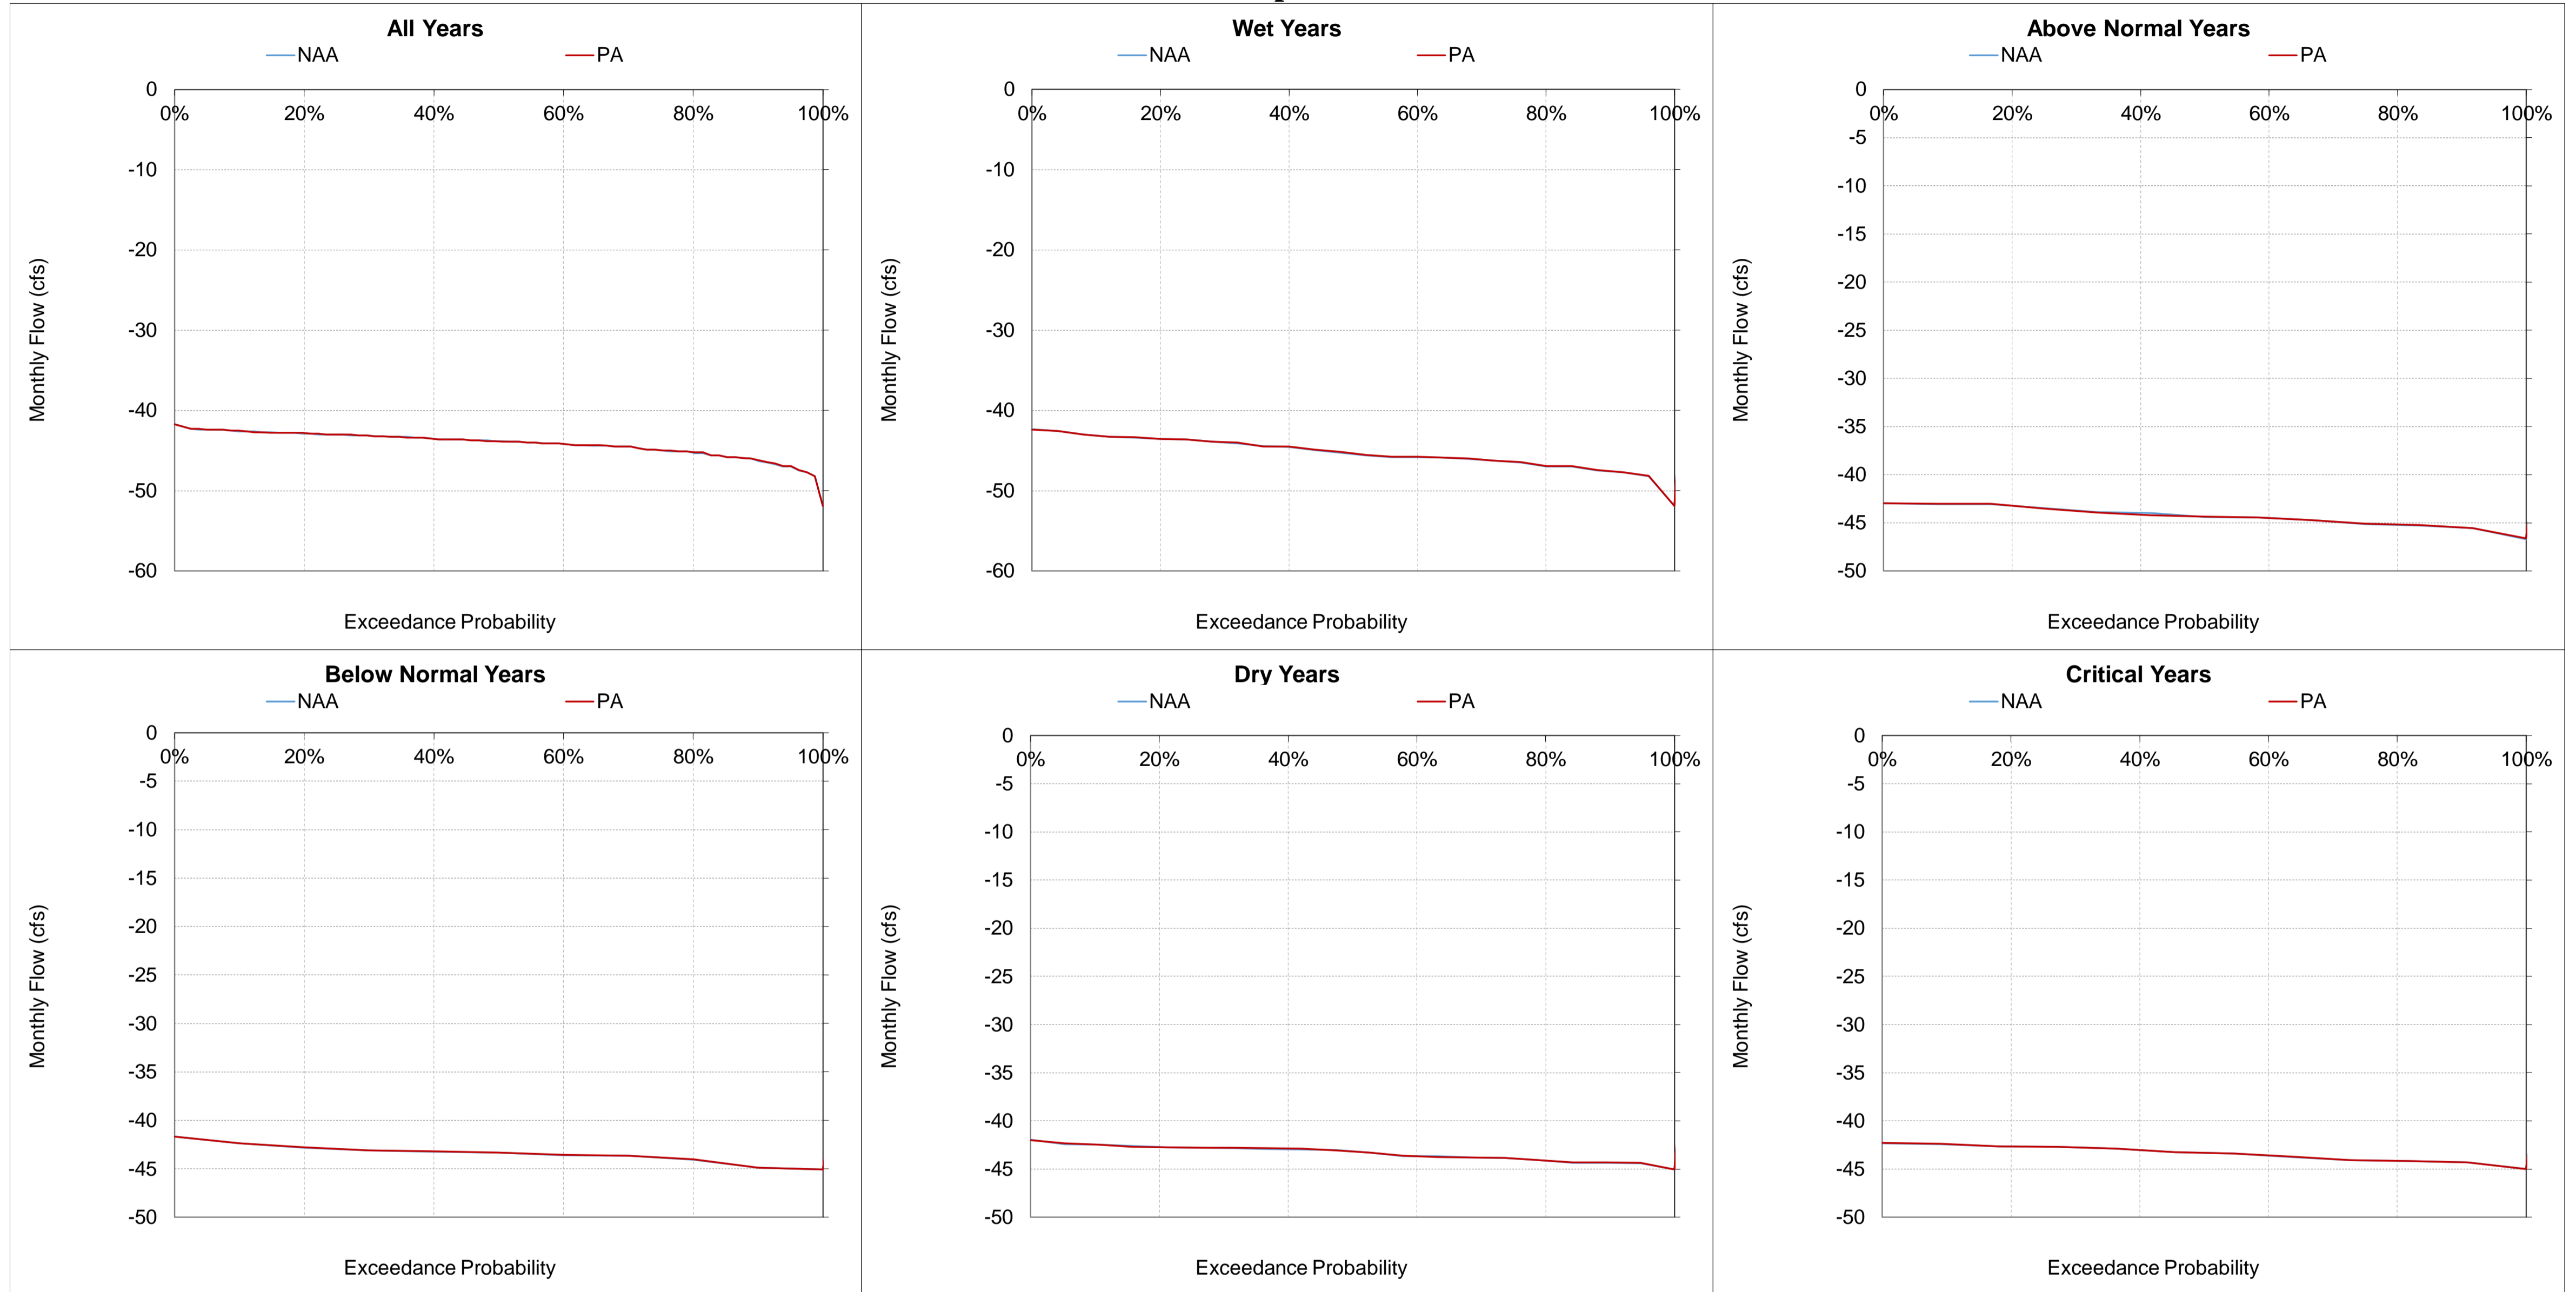 All Years
NAA PA
0
0% 20% 40% 60% 80% 100%
-10
-20
-30
-40
-50
-60
Monthly Flow (cfs)
Exceedance Probability
Wet Years
NAA PA
0
0% 20% 40% 60% 80% 100%
-10
-20
-30
-40
-50
-60
Monthly Flow (cfs)
Exceedance Probability
Above Normal Years
NAA PA
0
0% 20% 40% 60% 80% 100%
-5
-10
-15
-20
-25
-30
-35
-40
-45
-50
Monthly Flow (cfs)
Exceedance Probability
Below Normal Years
NAA PA
0
0% 20% 40% 60% 80% 100%
-5
-10
-15
-20
-25
-30
-35
-40
-45
-50
Monthly Flow (cfs)
Exceedance Probability
Dry Years
NAA PA
0
0% 20% 40% 60% 80% 100%
-5
-10
-15
-20
-25
-30
-35
-40
-45
-50
Monthly Flow (cfs)
Exceedance Probability
Critical Years
NAA PA
0
0% 20% 40% 60% 80% 100%
-5
-10
-15
-20
-25
-30
-35
-40
-45
-50
Monthly Flow (cfs)
Exceedance Probability